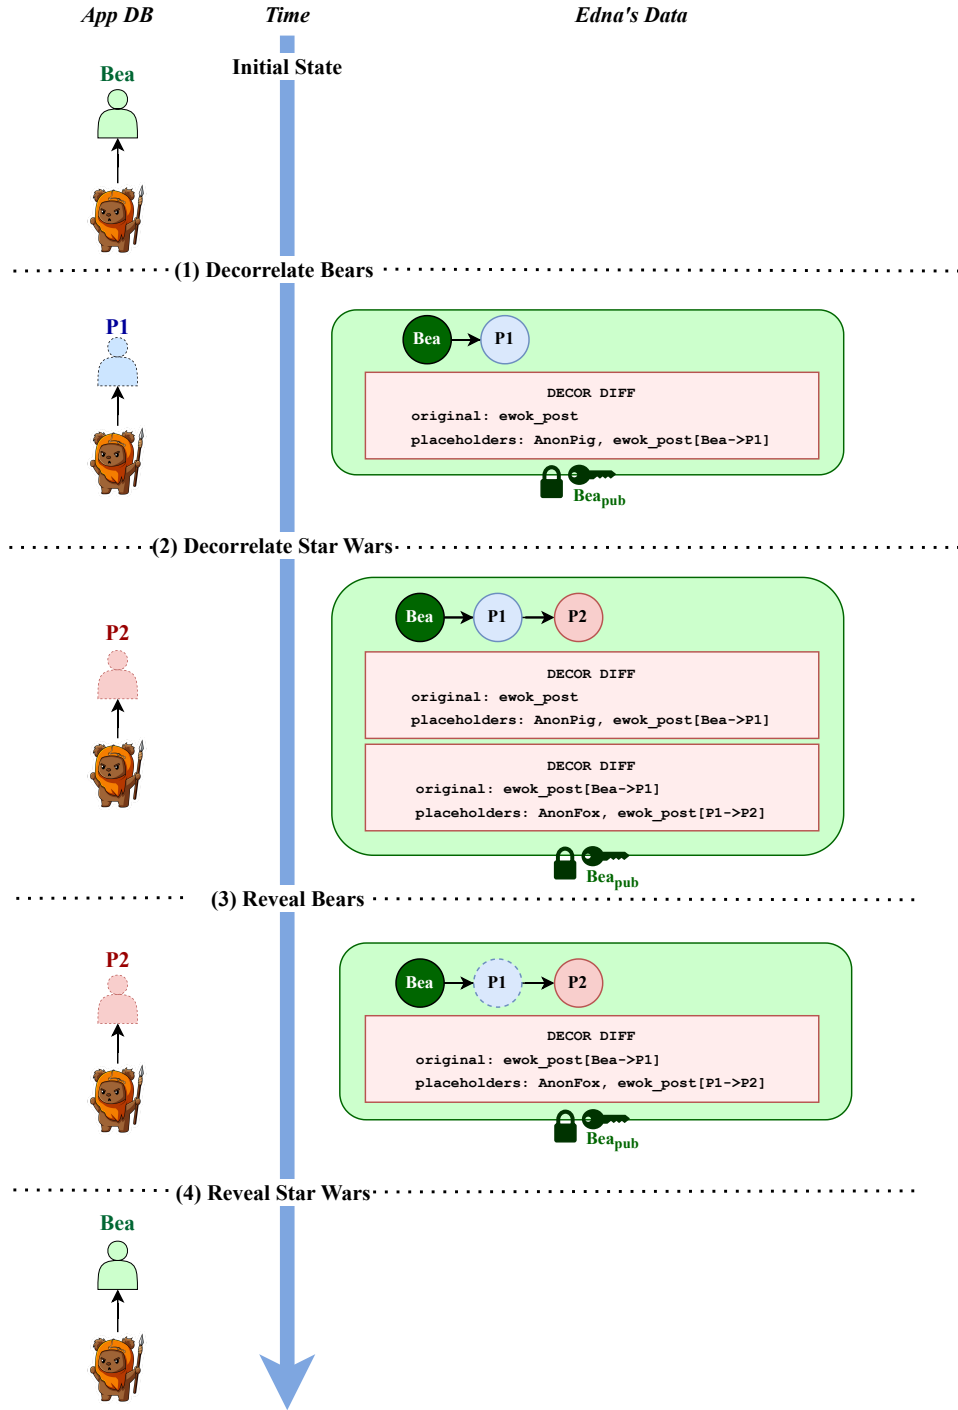 App DB Time Edna's Data
Initial State
Bea
(1) Decorrelate Bears
P1
Bea P1
DECOR DIFF
original: ewok_post
placeholders: AnonPig, ewok_post[Bea->P1]
Beapub
(2) Decorrelate Star Wars
P2
Bea P1 P2
DECOR DIFF
original: ewok_post
placeholders: AnonPig, ewok_post[Bea->P1]
DECOR DIFF
original: ewok_post[Bea->P1]
placeholders: AnonFox, ewok_post[P1->P2]
Beapub
(3) Reveal Bears
P2
Bea P1 P2
DECOR DIFF
original: ewok_post[Bea->P1]
placeholders: AnonFox, ewok_post[P1->P2]
Beapub
(4) Reveal Star Wars
Bea